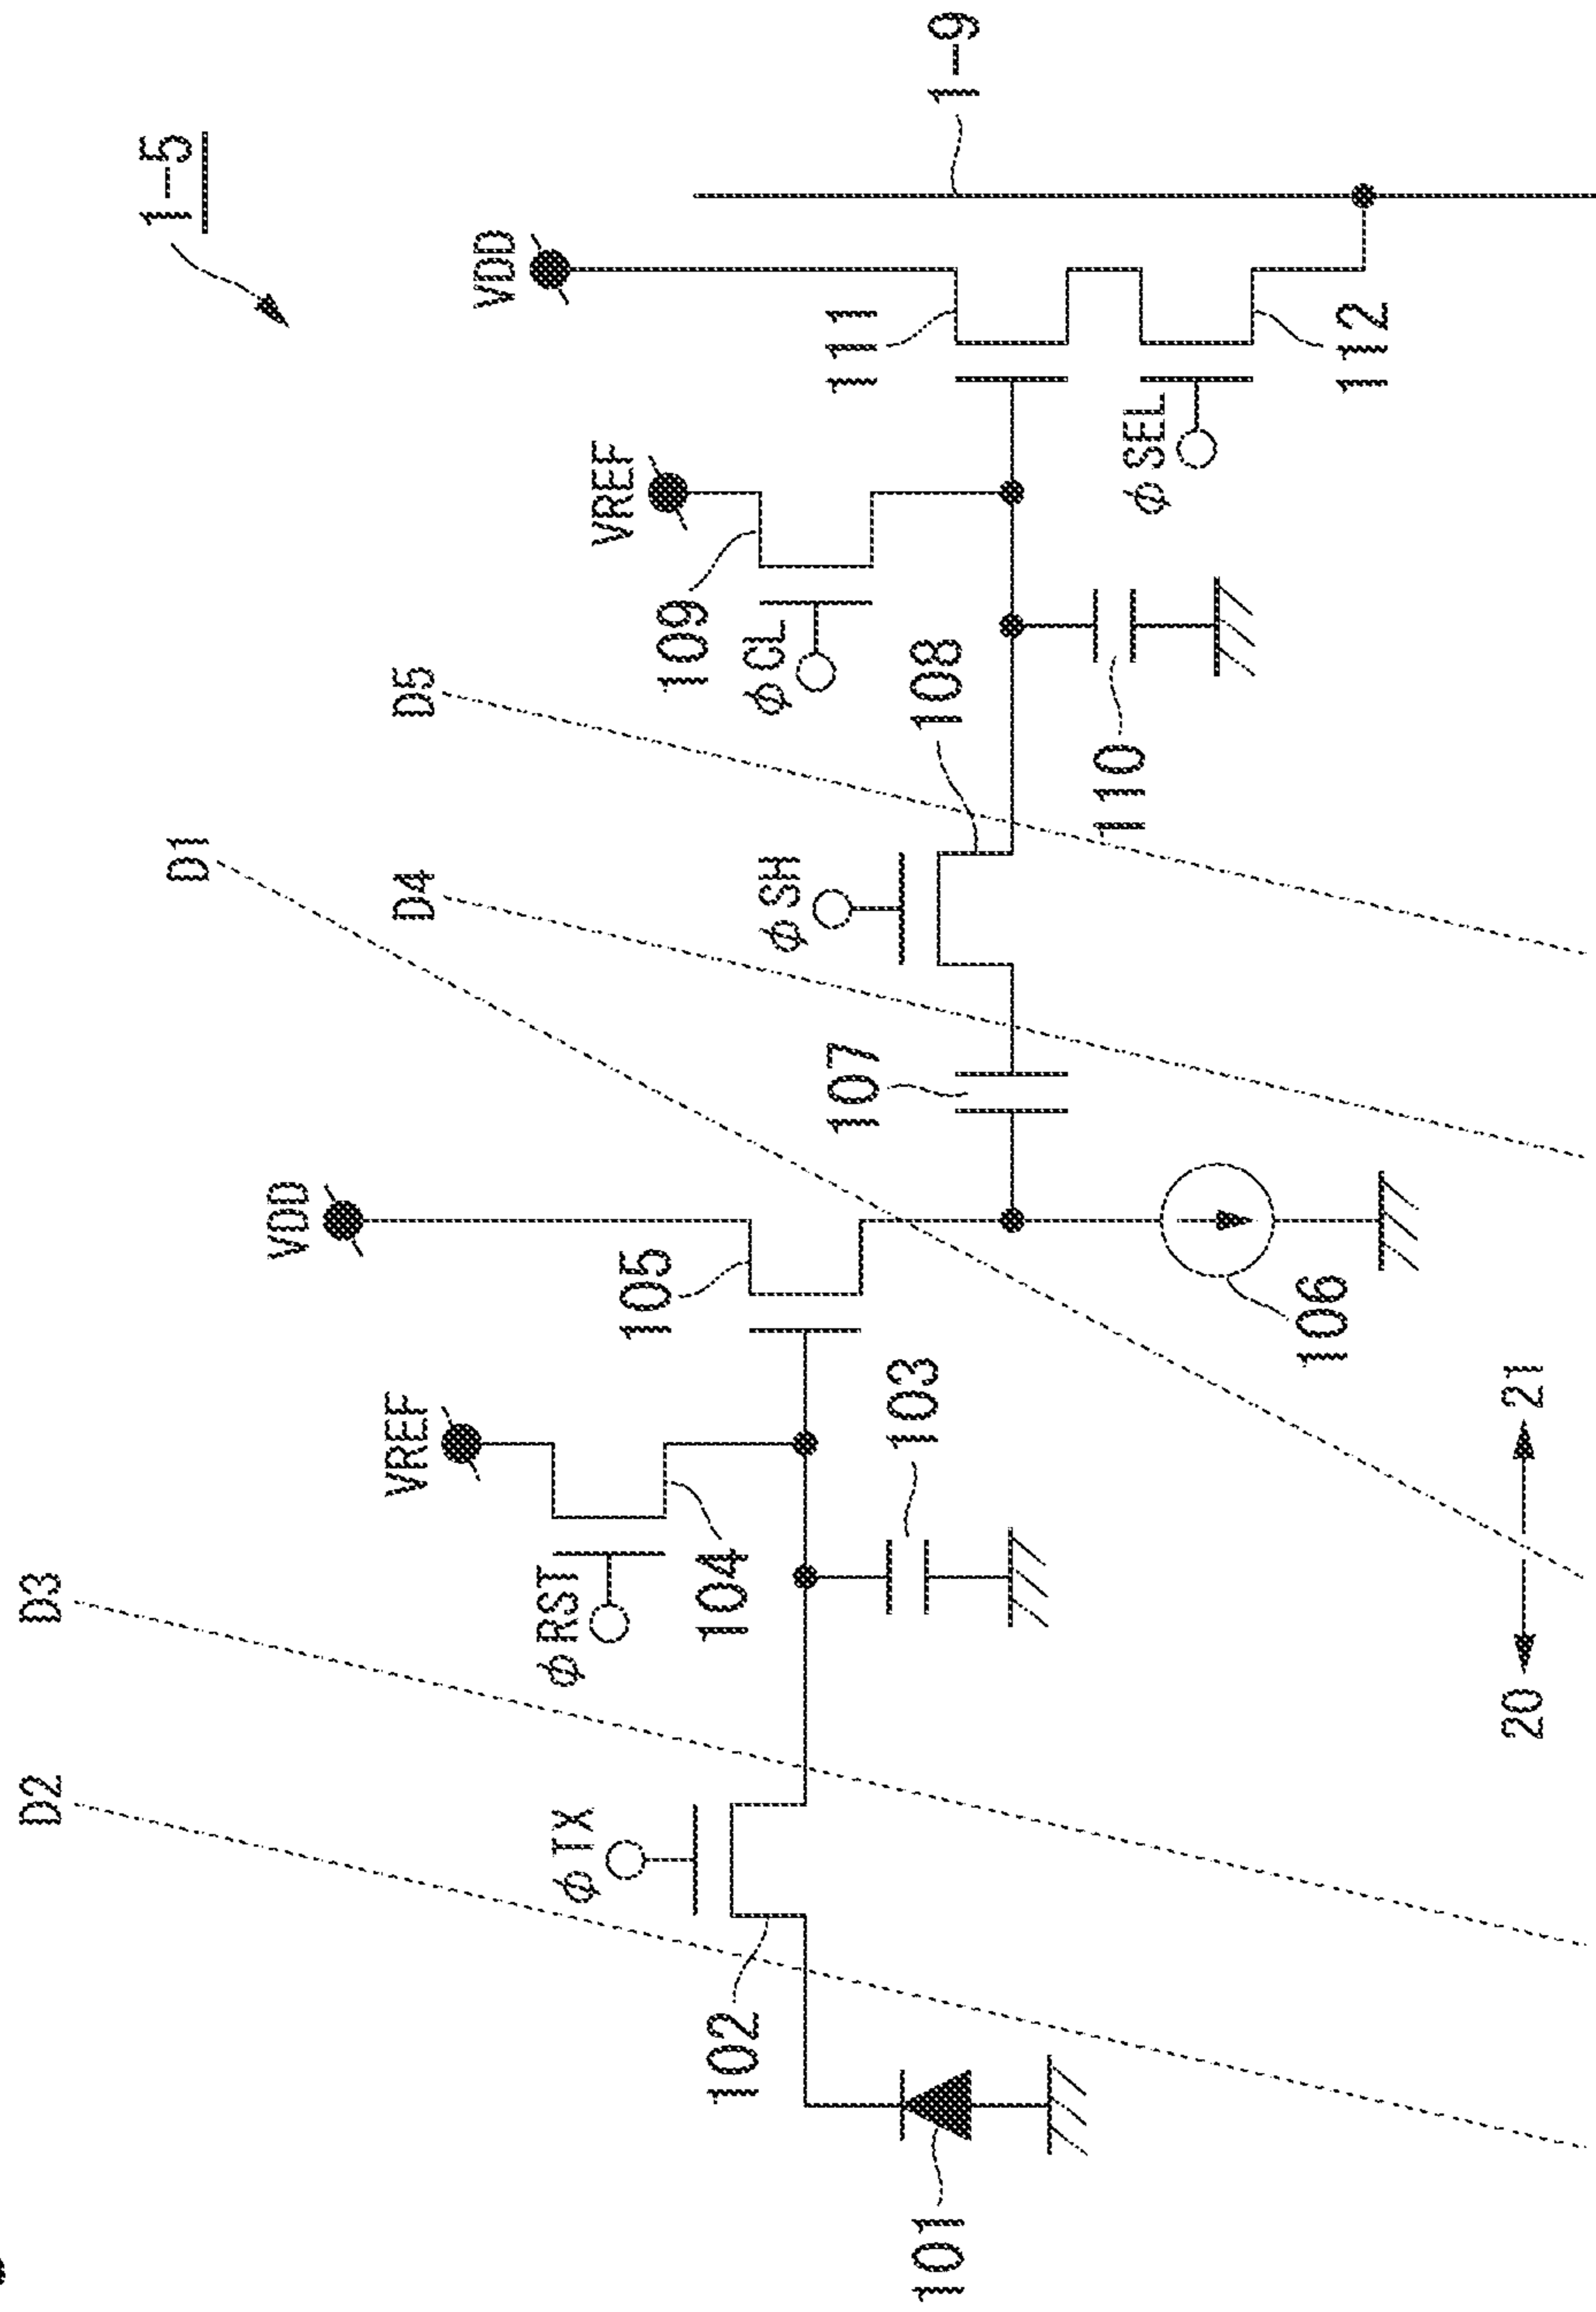 1-5
D1
D2
D3
D4
D5
VDD
VREF
VREF
VDD
φTX
φRST
φSH
φCL
φSEL
101
102
103
104
105
106
107
108
109
110
111
112
1-9
20
21